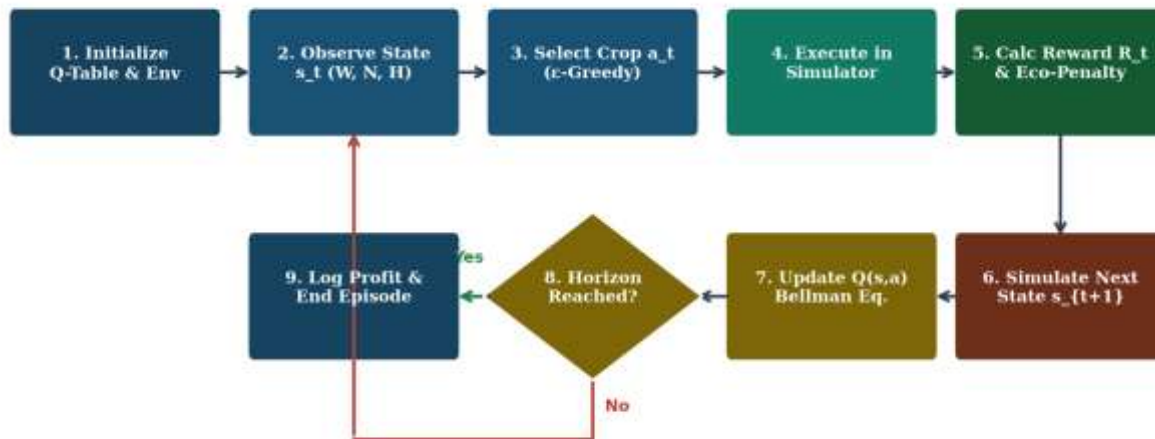 1. Initialize
Q-Table & Env
2. Observe State
s_t (W, N, H)
3. Select Crop a_t
(ε-Greedy)
4. Execute in
Simulator
5. Calc Reward R_t
& Eco-Penalty
6. Simulate Next
State s_{t+1}
7. Update Q(s,a)
Bellman Eq.
8. Horizon
Reached?
Yes
9. Log Profit &
End Episode
No